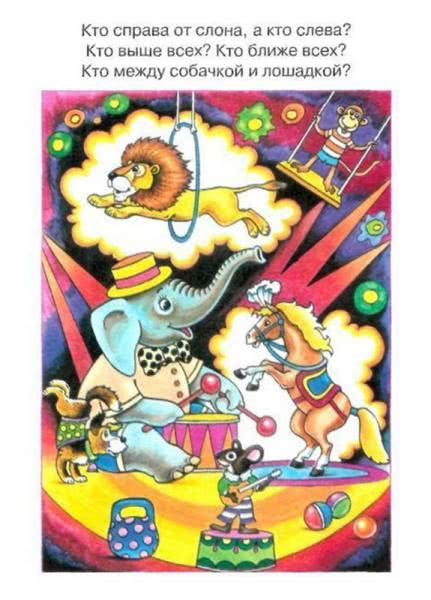 Кто справа от слона, а кто слева?
Кто выше всех? Кто ближе всех?
Кто между собачкой и лошадкой?